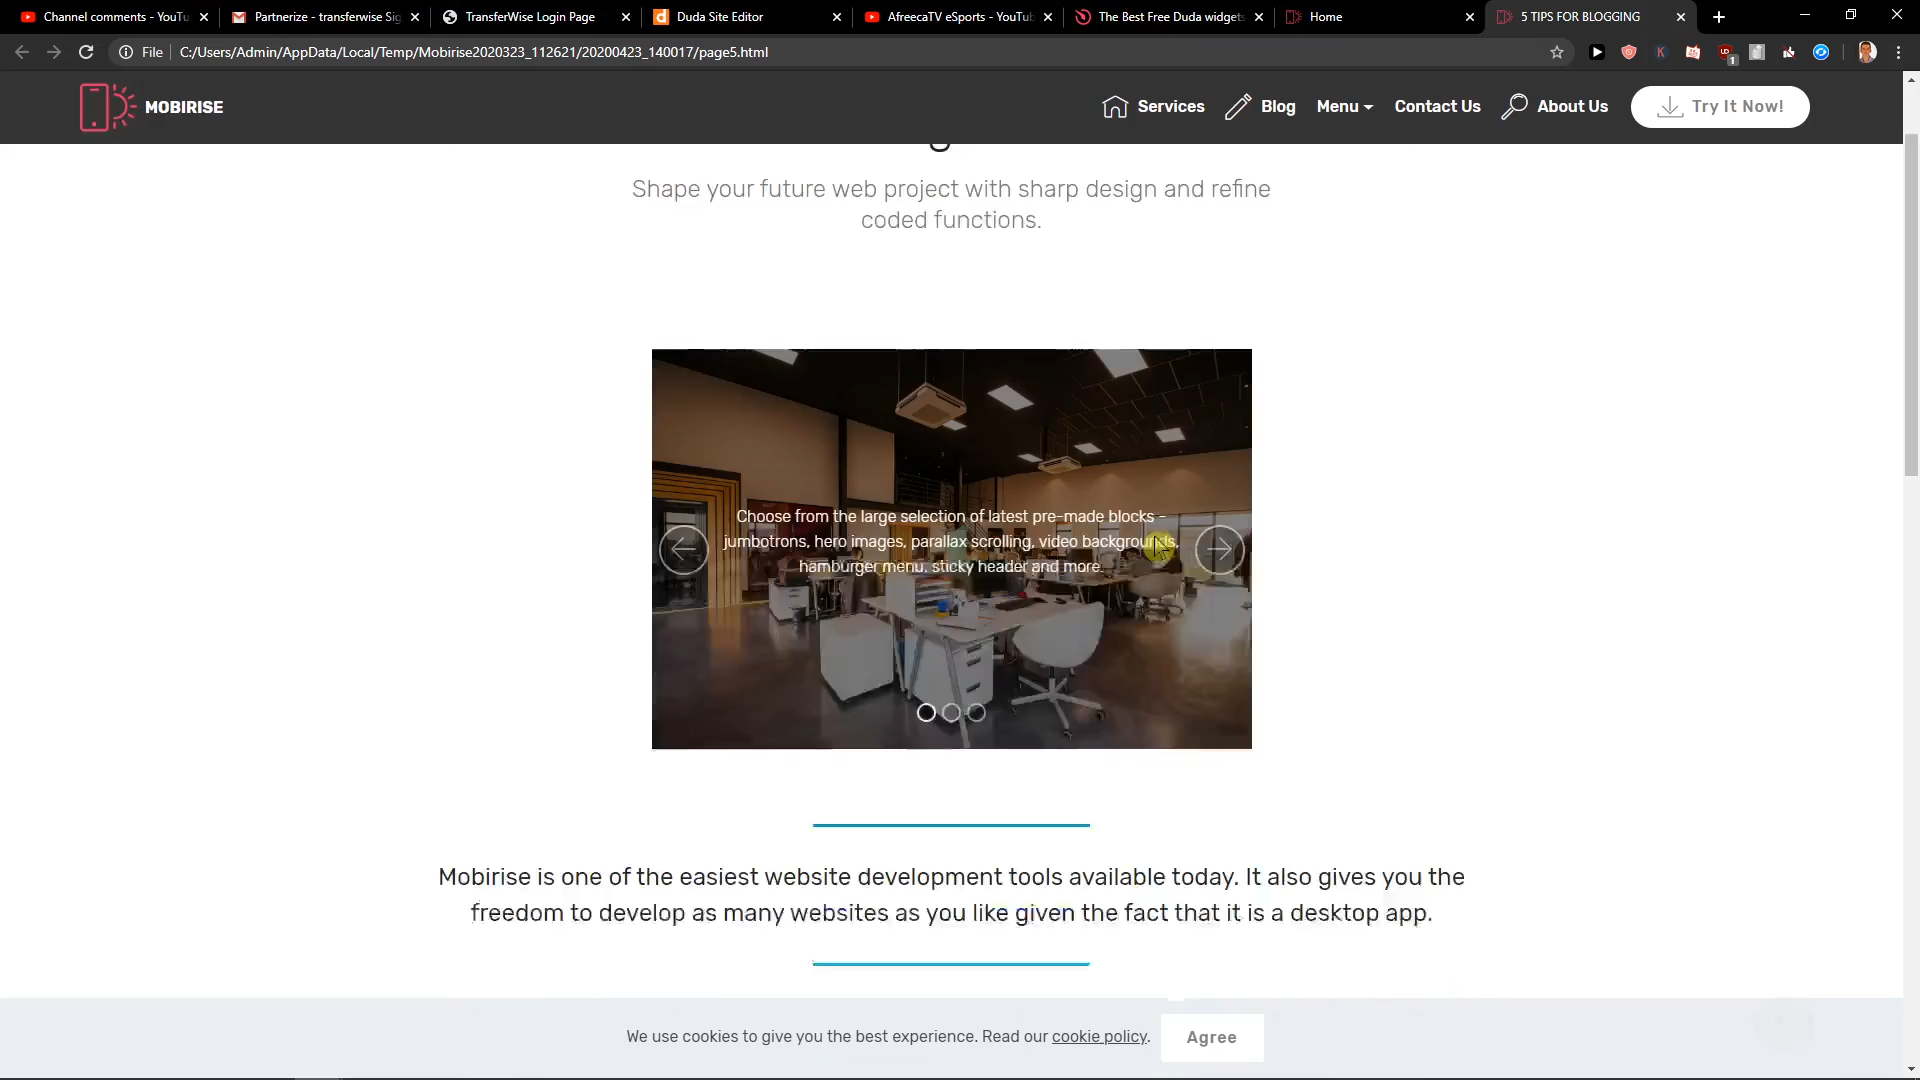 Channel comments - YouTu
Partnerize - transferwise Sig
TransferWise Login Page
Duda Site Editor
AfreecaTV eSports - YouTub
The Best Free Duda widgets
Home
5 TIPS FOR BLOGGING
File
C:/Users/Admin/AppData/Local/Temp/Mobirise2020323_112621/20200423_140017/page5.html
MOBIRISE
Services
Blog
Menu
Contact Us
About Us
Try It Now!
Shape your future web project with sharp design and refine
coded functions.
Choose from the large selection of latest pre-made blocks -
jumbotrons, hero images, parallax scrolling, video backgrounds,
hamburger menu, sticky header and more.
Mobirise is one of the easiest website development tools available today. It also gives you the
freedom to develop as many websites as you like given the fact that it is a desktop app.
We use cookies to give you the best experience. Read our cookie policy.
Agree